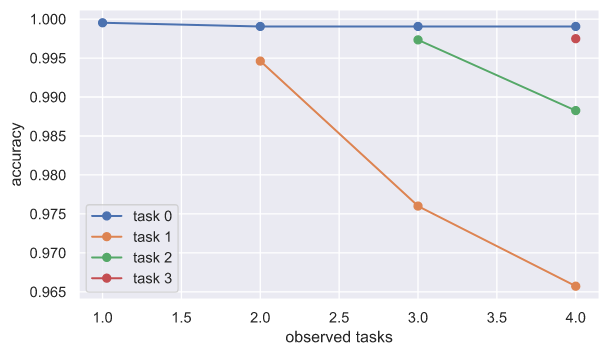 1.000
0.995
0.990
0.985
0.980
0.975
0.970
0.965
accuracy
task 0
task 1
task 2
task 3
1.0 1.5 2.0 2.5 3.0 3.5 4.0
observed tasks